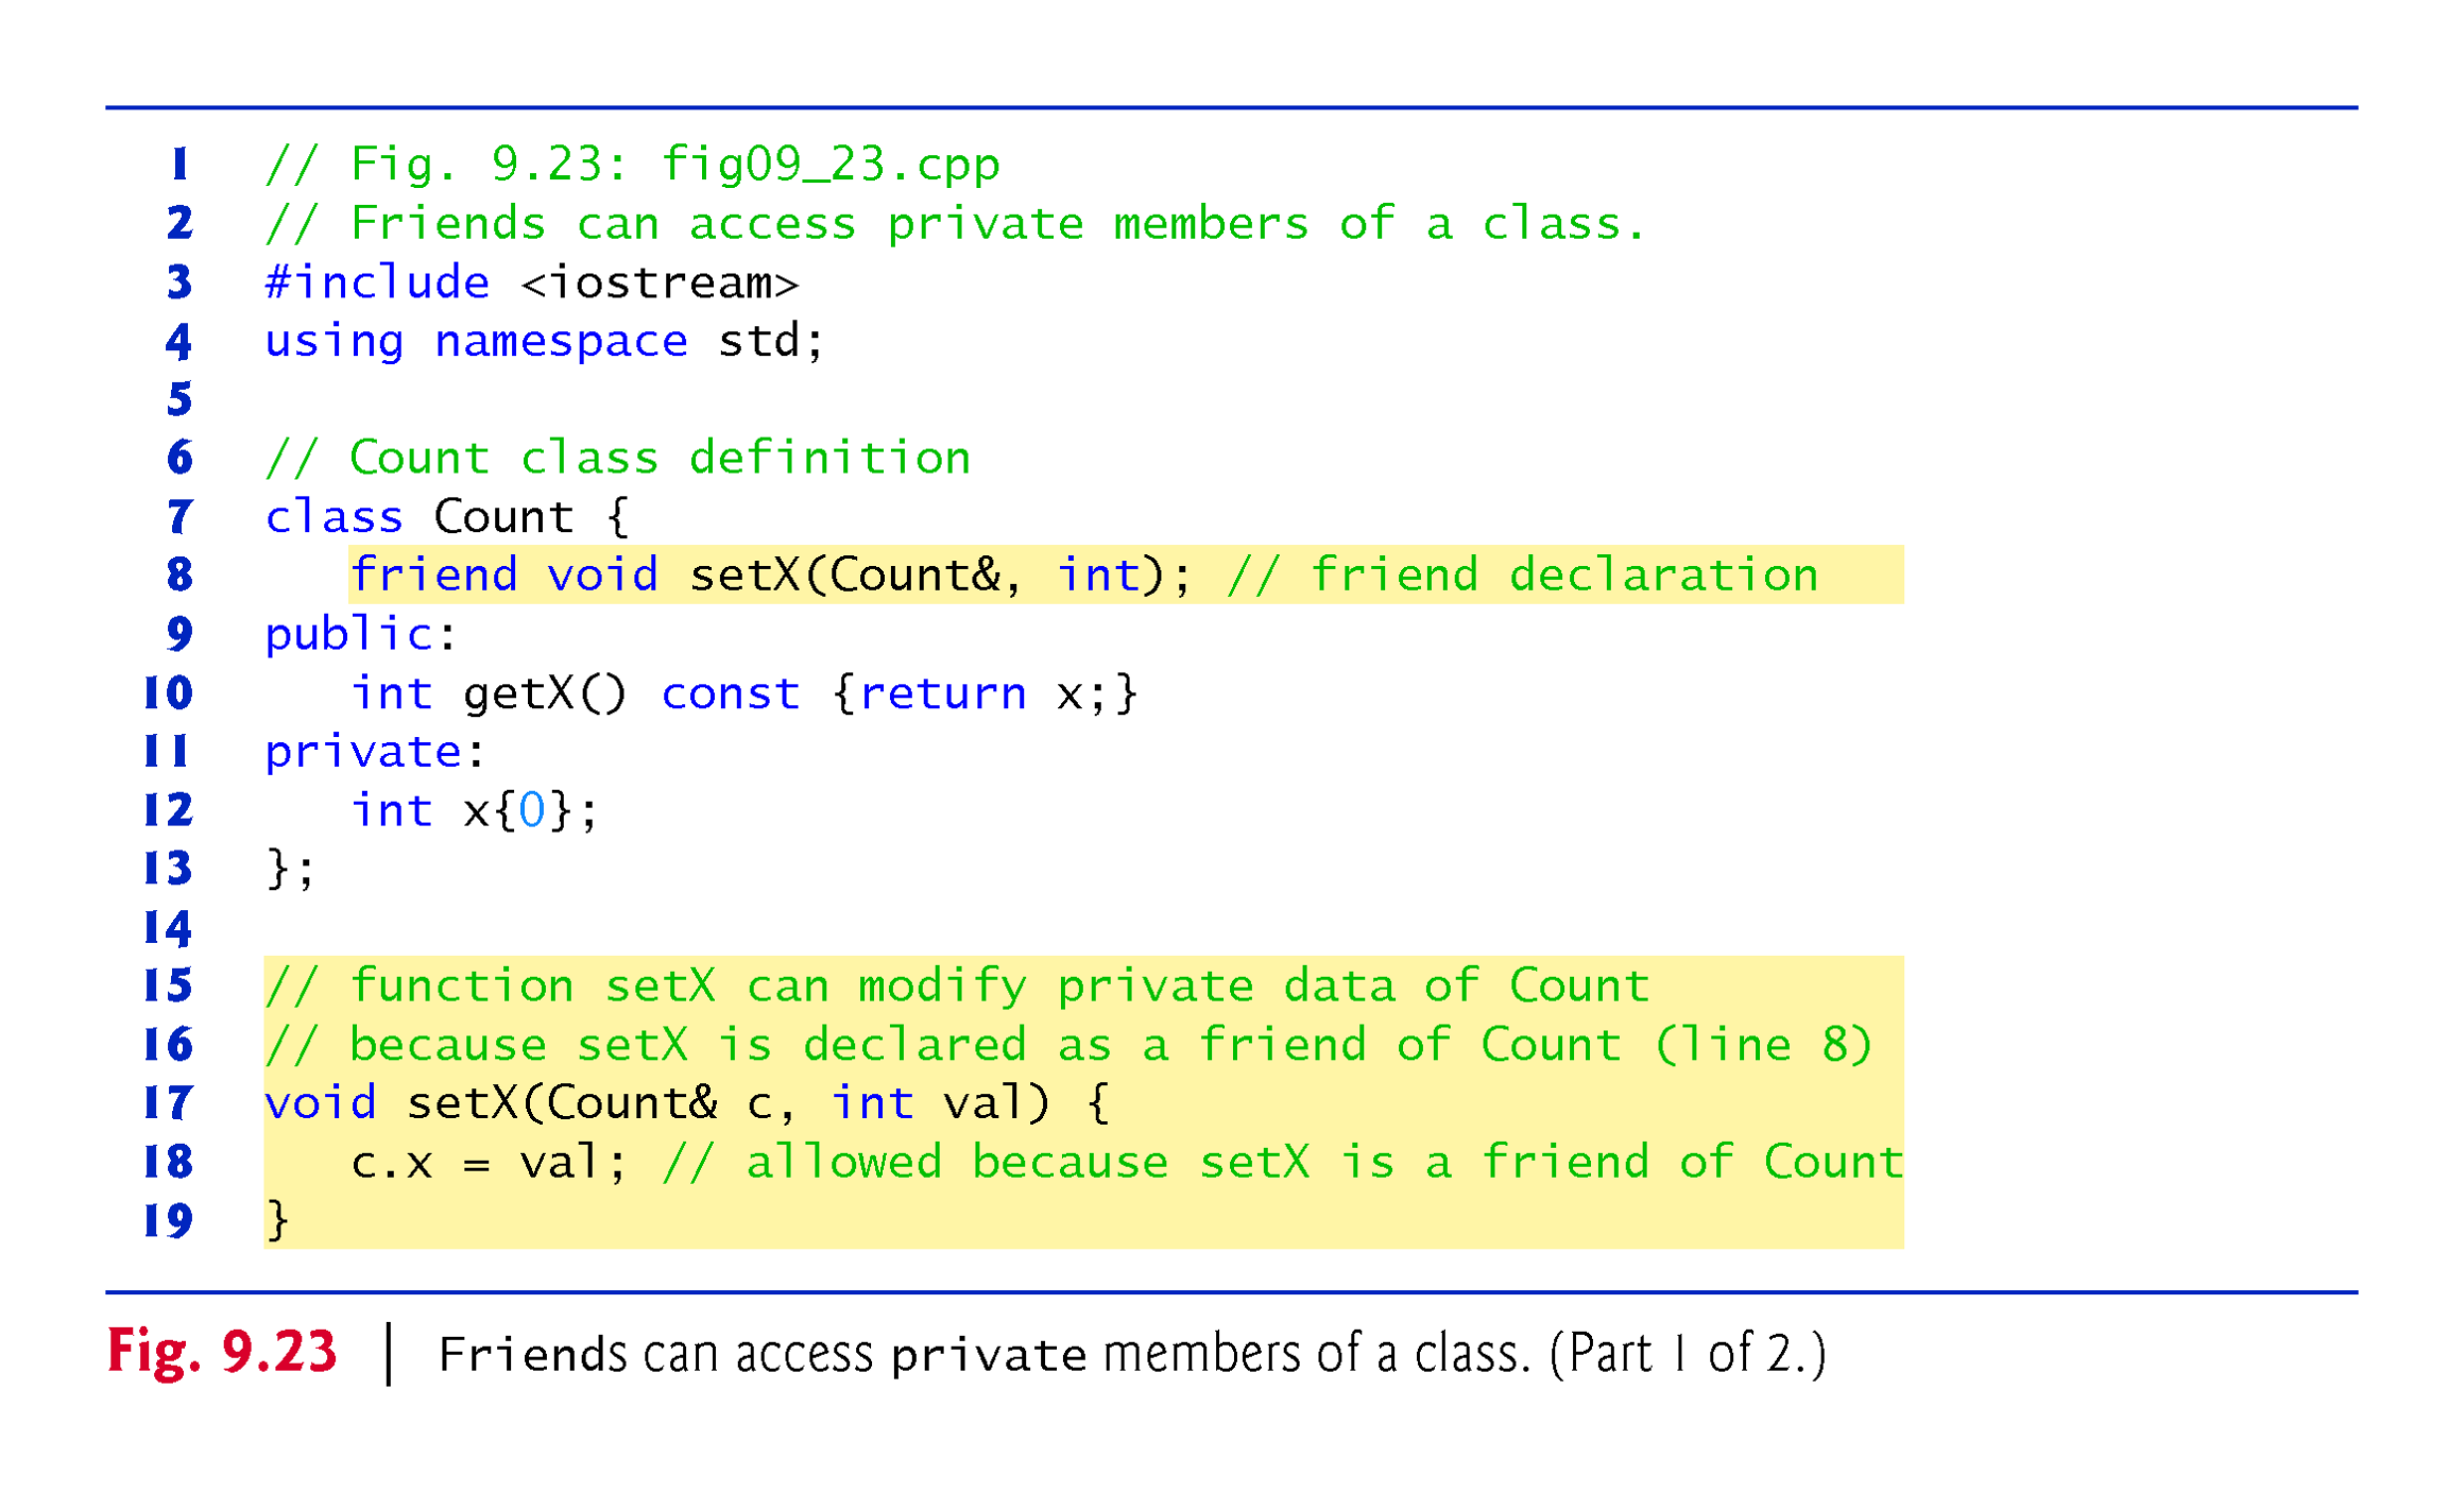 1 // Fig. 9.23: fig09_23.cpp
2 // Friends can access private members of a class.
3 #include <iostream>
4 using namespace std;
5
6 // Count class definition
7 class Count {
8    friend void setX(Count&, int); // friend declaration
9 public:
10    int getX() const {return x;}
11 private:
12    int x{0};
13 };
14
15 // function setX can modify private data of Count
16 // because setX is declared as a friend of Count (line 8)
17 void setX(Count& c, int val) {
18    c.x = val; // allowed because setX is a friend of Count
19 }
Fig. 9.23 | Friends can access private members of a class. (Part 1 of 2.)